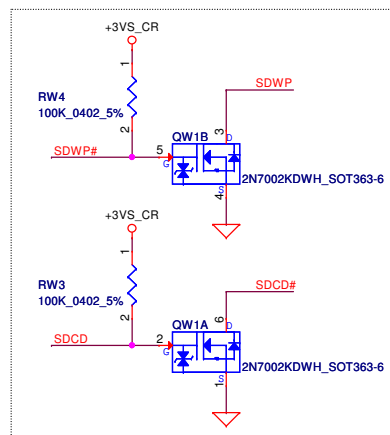 +3VS_CR
1
RW4
100K_0402_5%
2
SDWP
SDWP#
5
G
QW1B
3
D
S
4
2N7002KDWH_SOT363-6
+3VS_CR
1
RW3
100K_0402_5%
2
SDCD#
SDCD
2
G
QW1A
6
D
S
1
2N7002KDWH_SOT363-6